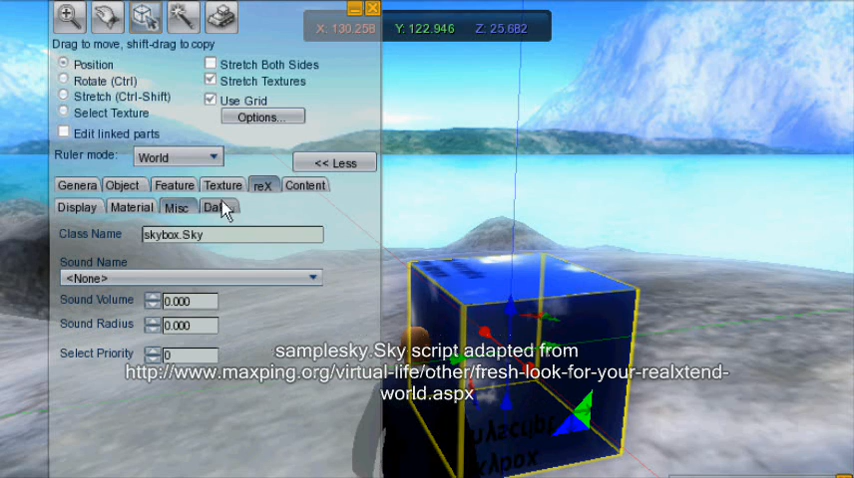 X: 130.258 Y: 122.946 Z: 25.682
Drag to move, shift-drag to copy
Position
Rotate (Ctrl)
Stretch (Ctrl-Shift)
Select Texture
Edit linked parts
Stretch Both Sides
Stretch Textures
Use Grid
Options...
Ruler mode: World
<< Less
Genera Object Feature Texture reX Content
Display Material Misc
Class Name skybox.Sky
Sound Name
<None>
Sound Volume 0.000
Sound Radius 0.000
Select Priority 0
samplesky.Sky script adapted from
http://www.maxping.org/virtual-life/other/fresh-look-for-your-realxtend-
world.aspx